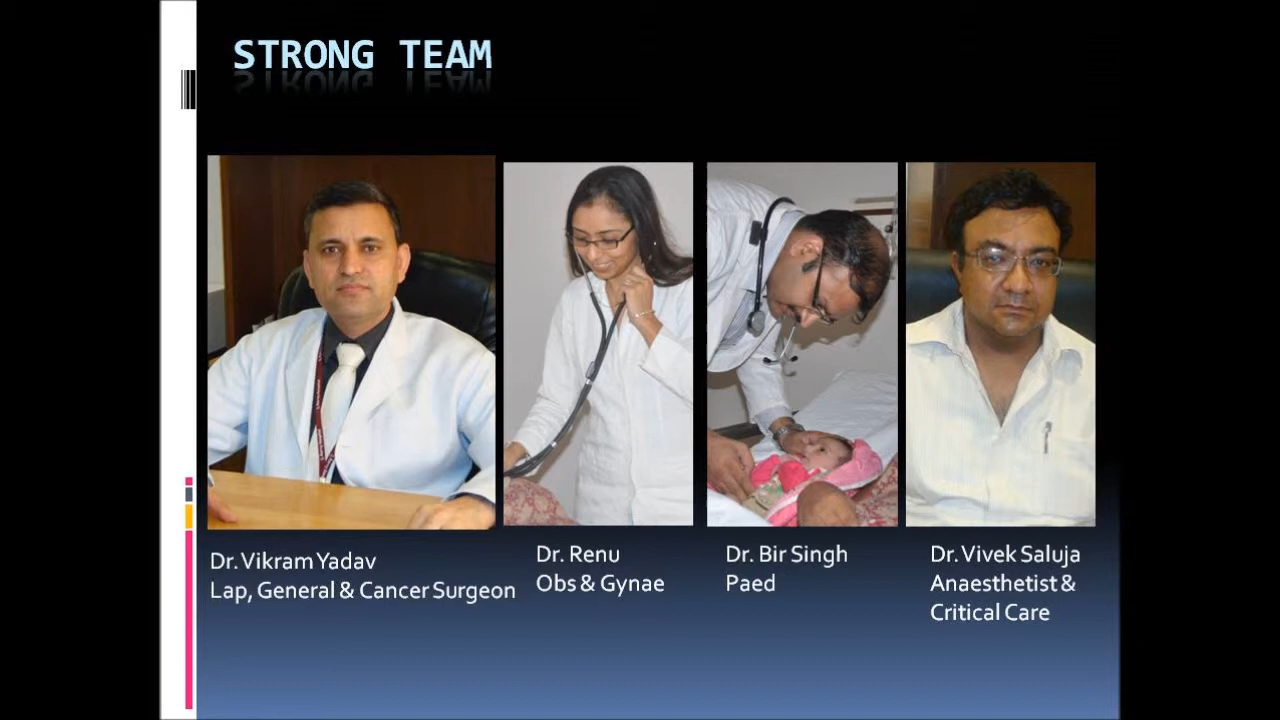 STRONG TEAM
Dr. Vikram Yadav
Lap, General & Cancer Surgeon
Dr. Renu
Obs & Gynae
Dr. Bir Singh
Paed
Dr. Vivek Saluja
Anaesthetist &
Critical Care